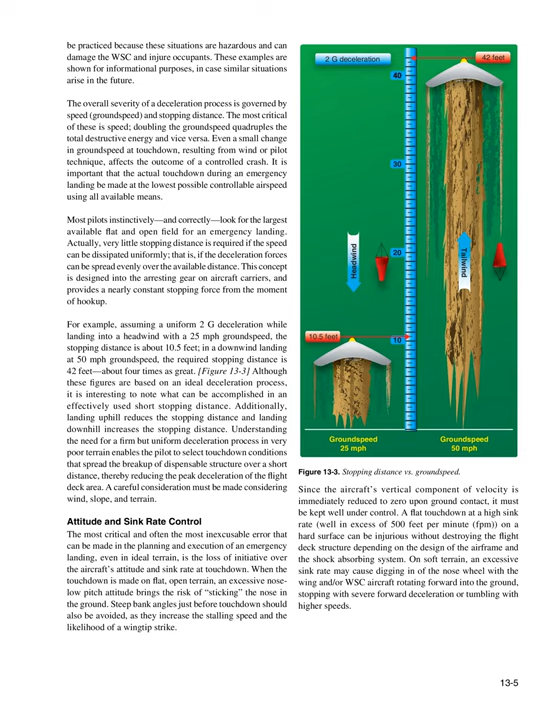 be practiced because these situations are hazardous and can
damage the WSC and injure occupants. These examples are
shown for informational purposes, in case similar situations
arise in the future.
The overall severity of a deceleration process is governed by
speed (groundspeed) and stopping distance. The most critical
of these is speed; doubling the groundspeed quadruples the
total destructive energy and vice versa. Even a small change
in groundspeed at touchdown, resulting from wind or pilot
technique, affects the outcome of a controlled crash. It is
important that the actual touchdown during an emergency
landing be made at the lowest possible controllable airspeed
using all available means.
Most pilots instinctively—and correctly—look for the largest
available flat and open field for an emergency landing.
Actually, very little stopping distance is required if the speed
can be dissipated uniformly; that is, if the deceleration forces
can be spread evenly over the available distance. This concept
is designed into the arresting gear on aircraft carriers, and
provides a nearly constant stopping force from the moment
of hookup.
For example, assuming a uniform 2 G deceleration while
landing into a headwind with a 25 mph groundspeed, the
stopping distance is about 10.5 feet; in a downwind landing
at 50 mph groundspeed, the required stopping distance is
42 feet—about four times as great. [Figure 13-3] Although
these figures are based on an ideal deceleration process,
it is interesting to note what can be accomplished in an
effectively used short stopping distance. Additionally,
landing uphill reduces the stopping distance and landing
downhill increases the stopping distance. Understanding
the need for a firm but uniform deceleration process in very
poor terrain enables the pilot to select touchdown conditions
that spread the breakup of dispensable structure over a short
distance, thereby reducing the peak deceleration of the flight
deck area. A careful consideration must be made considering
wind, slope, and terrain.
Attitude and Sink Rate Control
The most critical and often the most inexcusable error that
can be made in the planning and execution of an emergency
landing, even in ideal terrain, is the loss of initiative over
the aircraft's attitude and sink rate at touchdown. When the
touchdown is made on flat, open terrain, an excessive nose-
low pitch attitude brings the risk of "sticking" the nose in
the ground. Steep bank angles just before touchdown should
also be avoided, as they increase the stalling speed and the
likelihood of a wingtip strike.
2 G deceleration
42 feet
40
30
20
10
Headwind
Tailwind
10.5 feet
Groundspeed
25 mph
Groundspeed
50 mph
Figure 13-3. Stopping distance vs. groundspeed.
Since the aircraft's vertical component of velocity is
immediately reduced to zero upon ground contact, it must
be kept well under control. A flat touchdown at a high sink
rate (well in excess of 500 feet per minute (fpm)) on a
hard surface can be injurious without destroying the flight
deck structure depending on the design of the airframe and
the shock absorbing system. On soft terrain, an excessive
sink rate may cause digging in of the nose wheel with the
wing and/or WSC aircraft rotating forward into the ground,
stopping with severe forward deceleration or tumbling with
higher speeds.
13-5